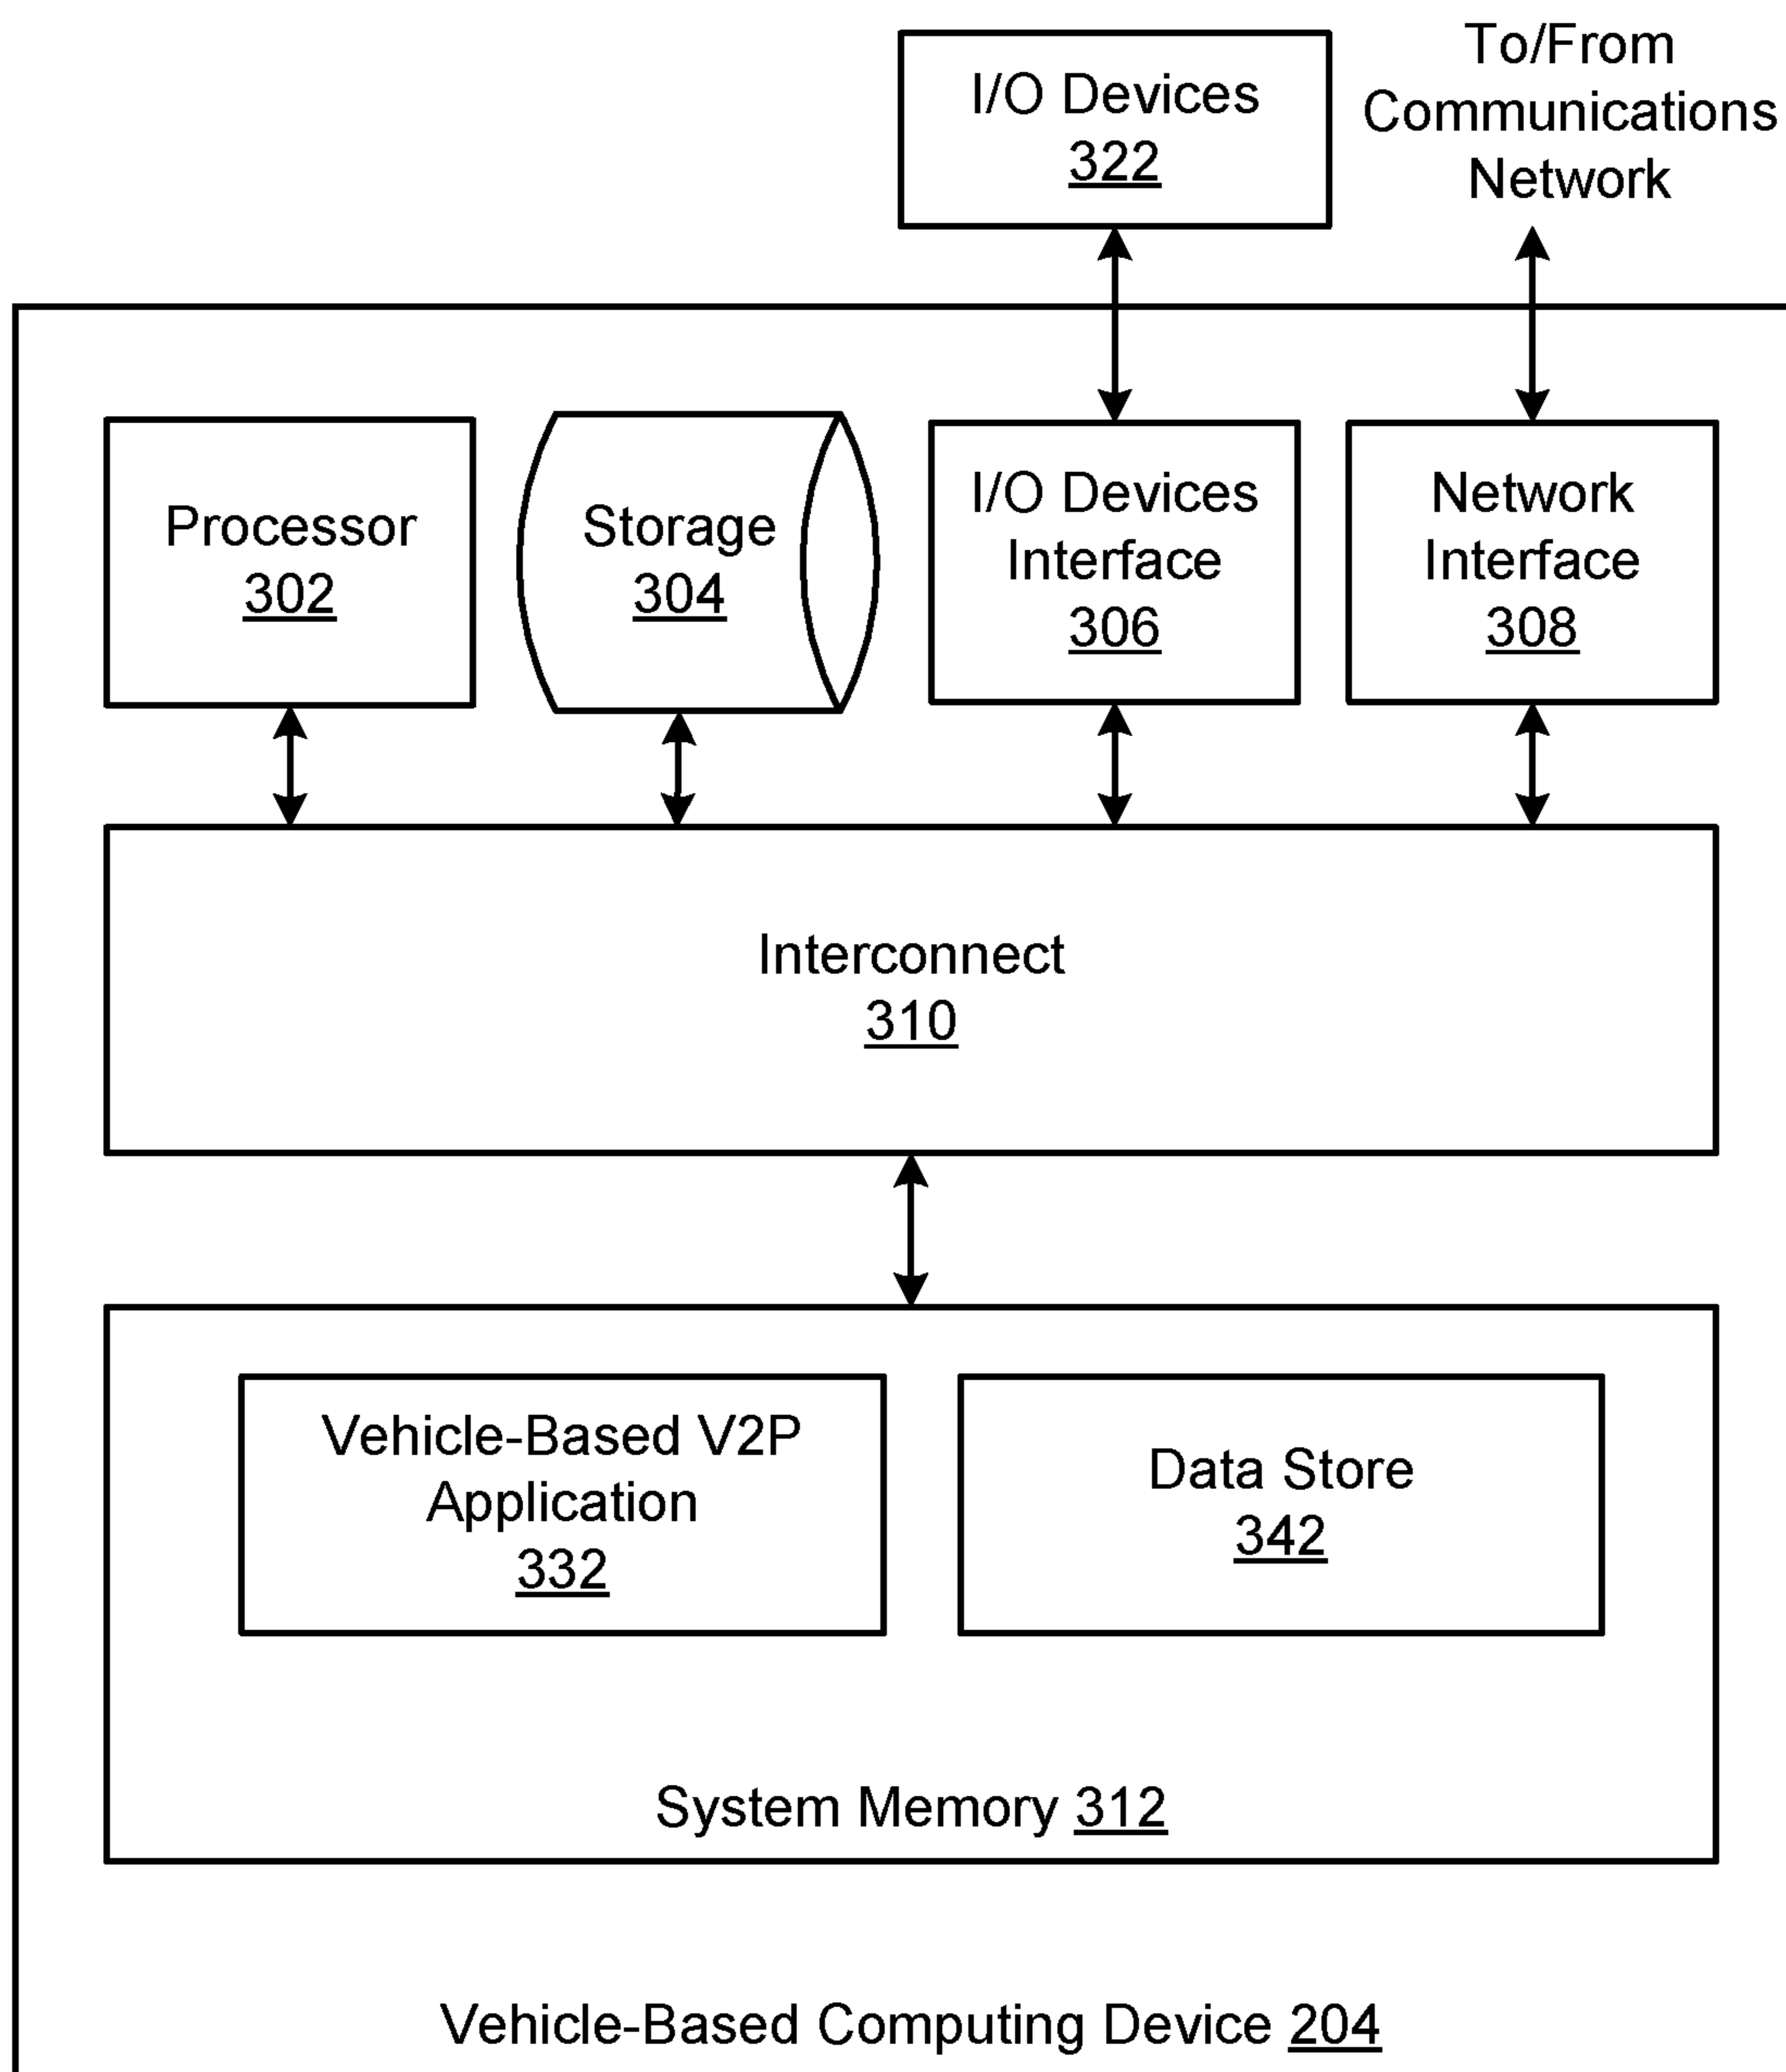 I/O Devices
322
To/From
Communications
Network
Processor
302
Storage
304
I/O Devices
Interface
306
Network
Interface
308
Interconnect
310
Vehicle-Based V2P
Application
332
Data Store
342
System Memory 312
Vehicle-Based Computing Device 204